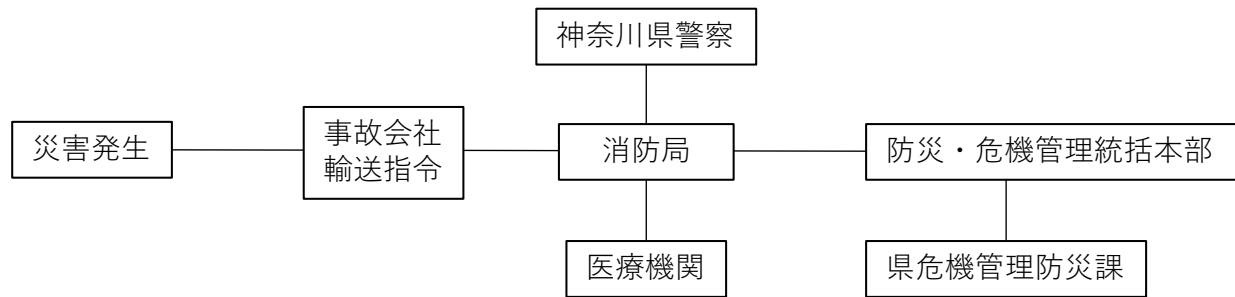 神奈川県警察
災害発生
事故会社
輸送指令
消防局
防災・危機管理統括本部
医療機関
県危機管理防災課